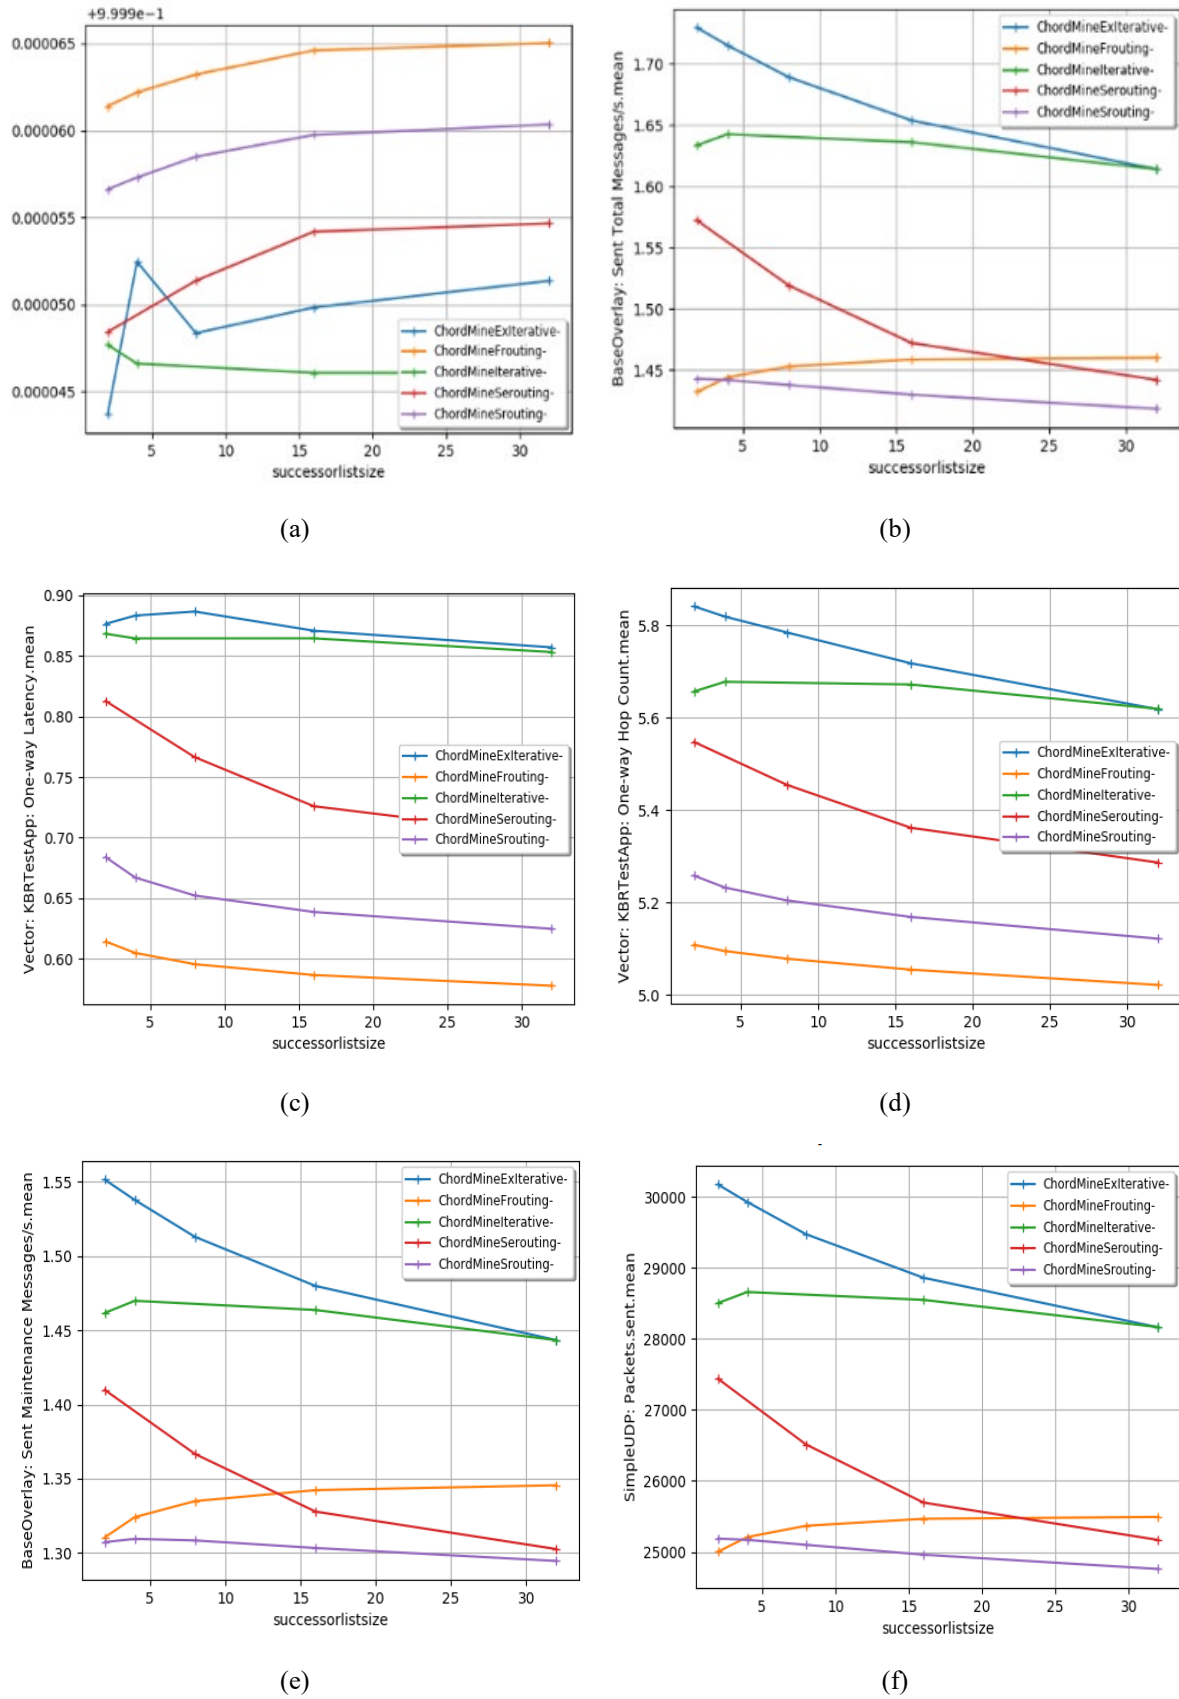 +9.999e−1
0.000065
0.000060
0.000055
0.000050
0.000045
5 10 15 20 25 30
successorlistsize
ChordMineExIterative-
ChordMineFrouting-
ChordMineIterative-
ChordMineSerouting-
ChordMineSrouting-
(a)
BaseOverlay: Sent Total Messages/s.mean
1.70
1.65
1.60
1.55
1.50
1.45
5 10 15 20 25 30
successorlistsize
ChordMineExIterative-
ChordMineFrouting-
ChordMineIterative-
ChordMineSerouting-
ChordMineSrouting-
(b)
Vector: KBRTestApp: One-way Latency.mean
0.90
0.85
0.80
0.75
0.70
0.65
0.60
5 10 15 20 25 30
successorlistsize
ChordMineExIterative-
ChordMineFrouting-
ChordMineIterative-
ChordMineSerouting-
ChordMineSrouting-
(c)
Vector: KBRTestApp: One-way Hop Count.mean
5.8
5.6
5.4
5.2
5.0
5 10 15 20 25 30
successorlistsize
ChordMineExIterative-
ChordMineFrouting-
ChordMineIterative-
ChordMineSerouting-
ChordMineSrouting-
(d)
BaseOverlay: Sent Maintenance Messages/s.mean
1.55
1.50
1.45
1.40
1.35
1.30
5 10 15 20 25 30
successorlistsize
ChordMineExIterative-
ChordMineFrouting-
ChordMineIterative-
ChordMineSerouting-
ChordMineSrouting-
(e)
SimpleUDP: Packets.sent.mean
30000
29000
28000
27000
26000
25000
5 10 15 20 25 30
successorlistsize
ChordMineExIterative-
ChordMineFrouting-
ChordMineIterative-
ChordMineSerouting-
ChordMineSrouting-
(f)